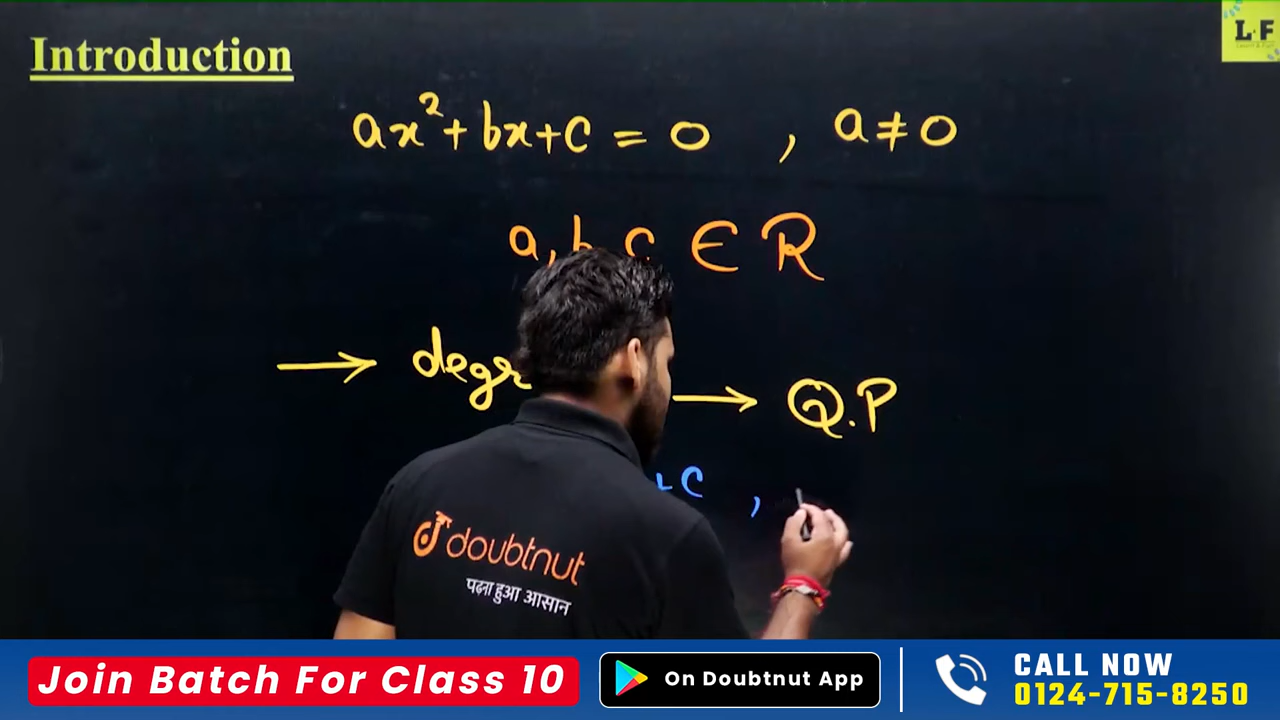 Introduction
L.F
ax²+bx+c = 0 , a≠0
a, b, c ∈ R
→ → Q.P
+c ,
doubtnut
पढ़ना हुआ आसान
Join Batch For Class 10
On Doubtnut App
CALL NOW
0124-715-8250